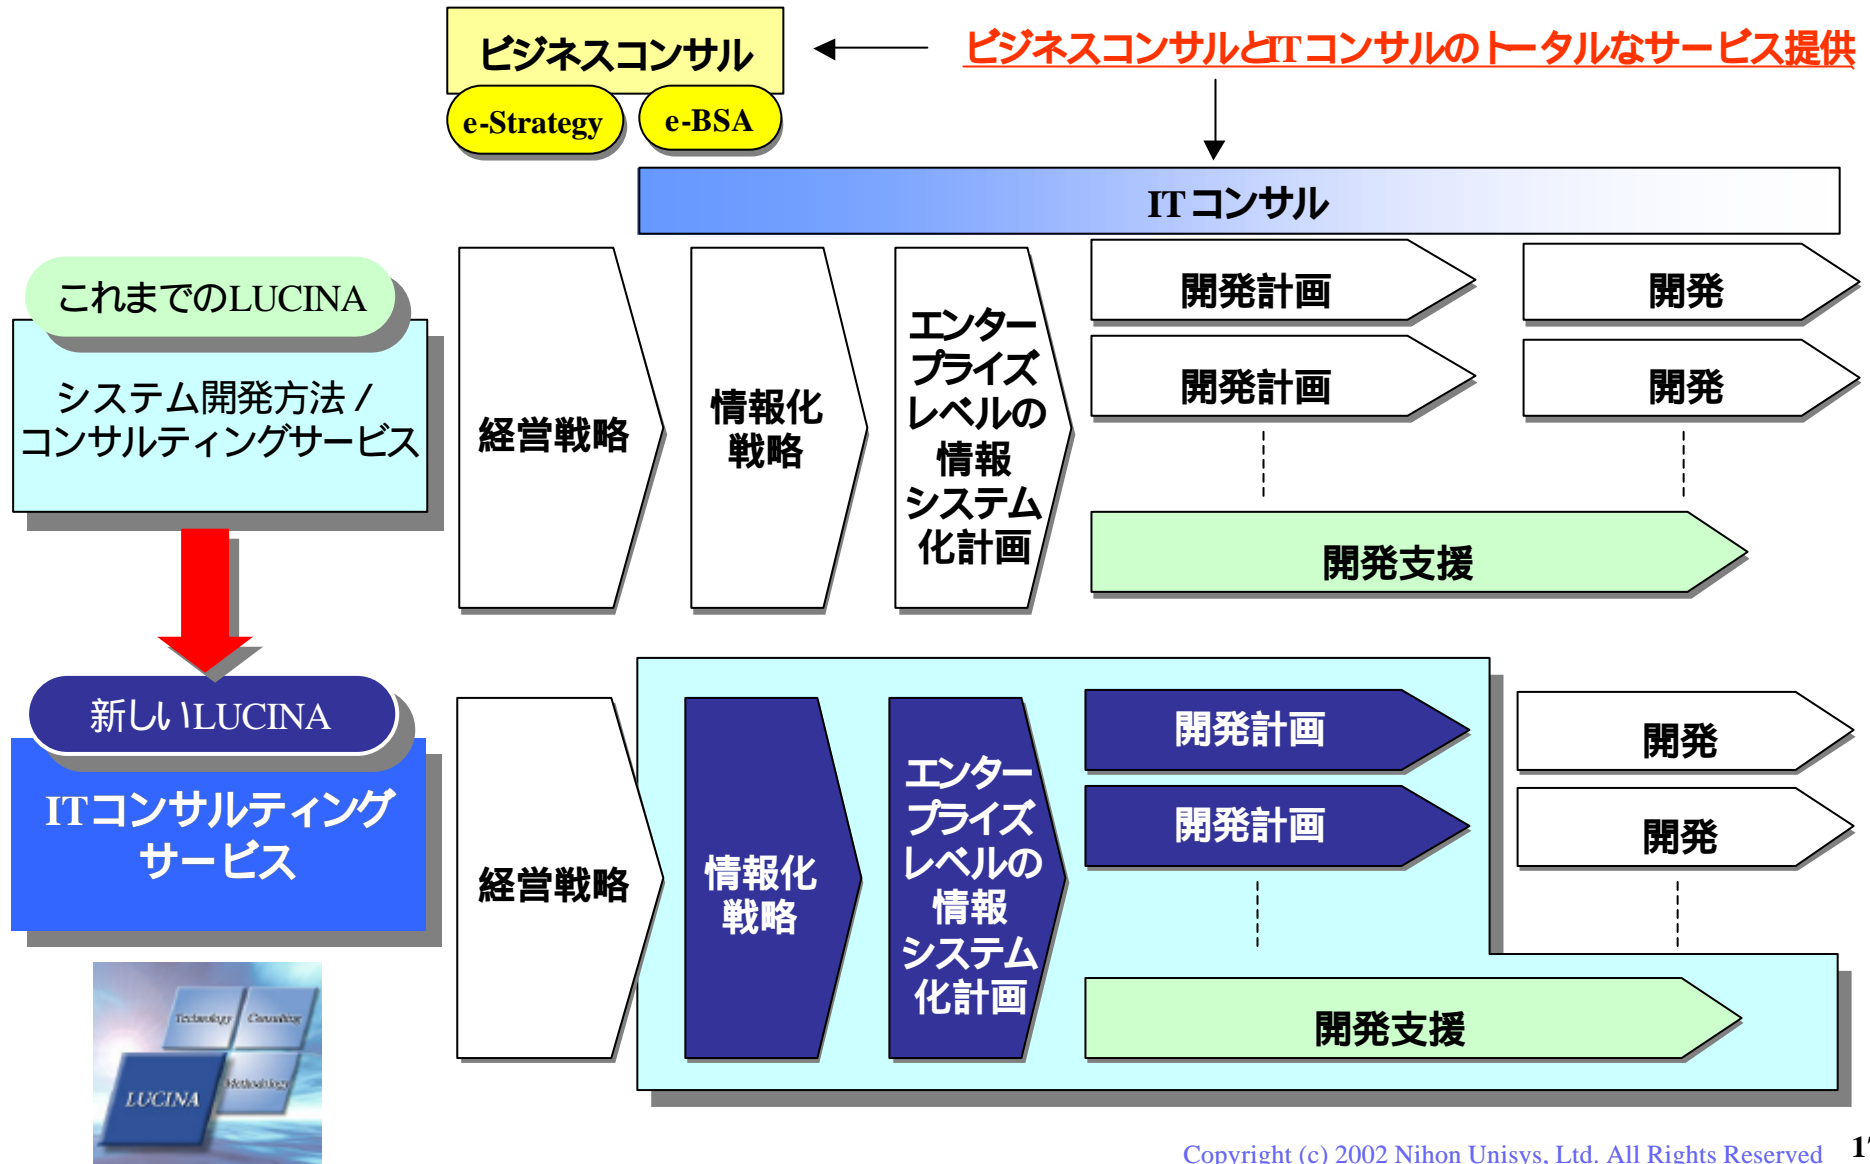 ビジネスコンサル
ビジネスコンサルとITコンサルのトータルなサービス提供
e-Strategy
e-BSA
ITコンサル
これまでのLUCINA
システム開発方法/
コンサルティングサービス
経営戦略
情報化
戦略
エンター
プライズ
レベルの
情報
システム
化計画
開発計画
開発
開発計画
開発
開発支援
新しいLUCINA
ITコンサルティング
サービス
経営戦略
情報化
戦略
エンター
プライズ
レベルの
情報
システム
化計画
開発計画
開発
開発計画
開発
開発支援
Technology
Consulting
Methodology
LUCINA
Copyright (c) 2002 Nihon Unisys, Ltd. All Rights Reserved